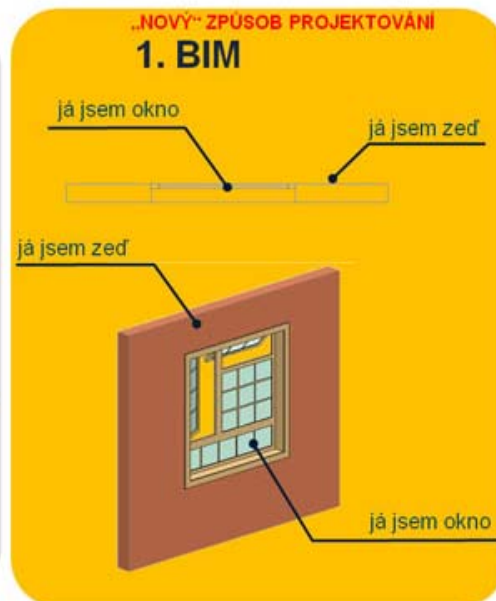 „NOVÝ“ ZPŮSOB PROJEKTOVÁNÍ
1. BIM
já jsem okno
já jsem zeď
já jsem zeď
já jsem okno